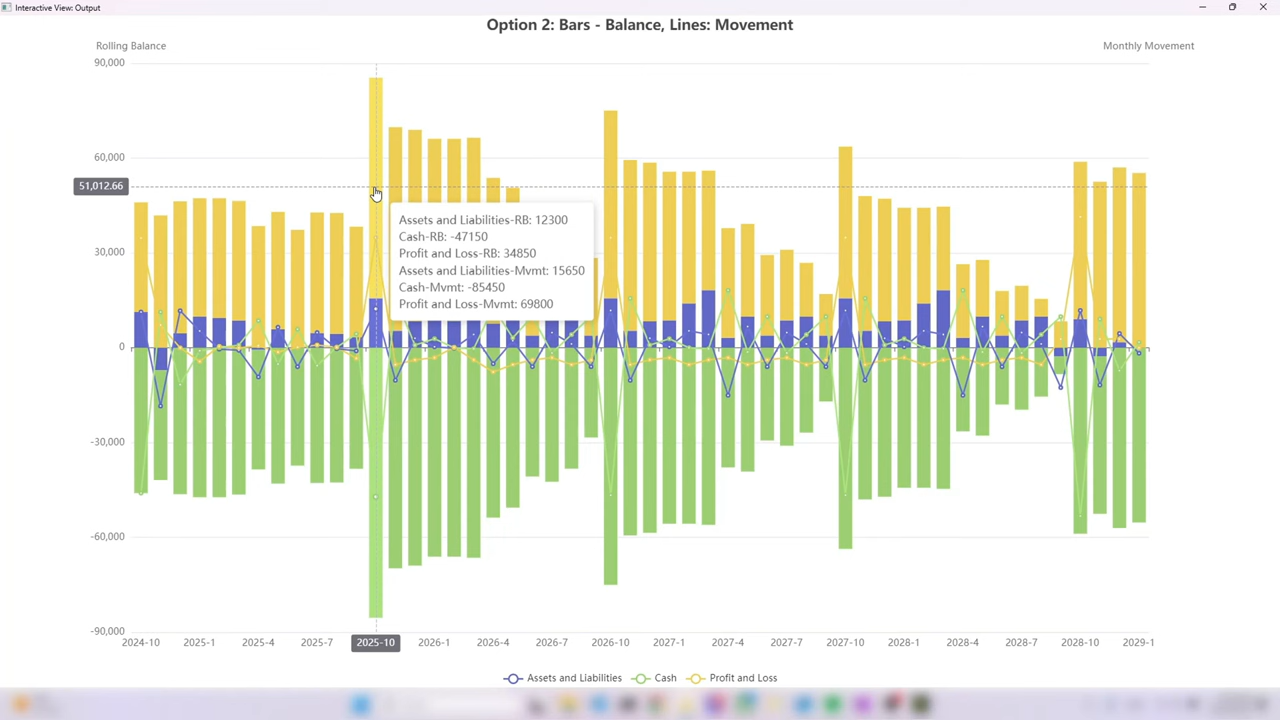 Interactive View: Output
Option 2: Bars - Balance, Lines: Movement
Rolling Balance
Monthly Movement
90,000
60,000
51,012.66
30,000
0
-30,000
-60,000
-90,000
Assets and Liabilities-RB: 12300
Cash-RB: -47150
Profit and Loss-RB: 34850
Assets and Liabilities-Mvmt: 15650
Cash-Mvmt: -85450
Profit and Loss-Mvmt: 69800
2024-10 2025-1 2025-4 2025-7 2025-10 2026-1 2026-4 2026-7 2026-10 2027-1 2027-4 2027-7 2027-10 2028-1 2028-4 2028-7 2028-10 2029-1
Assets and Liabilities Cash Profit and Loss